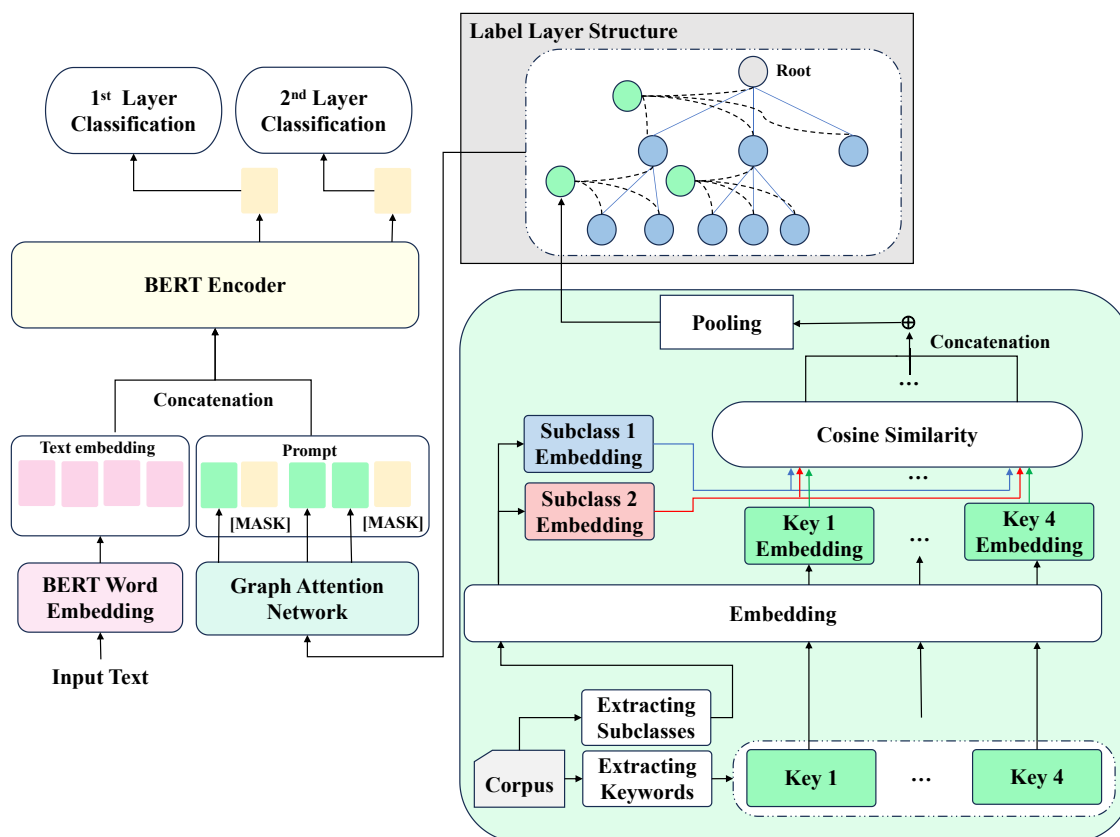 Label Layer Structure
Root
1st Layer
Classification
2nd Layer
Classification
BERT Encoder
Concatenation
Text embedding
Prompt
[MASK]
[MASK]
BERT Word
Embedding
Graph Attention
Network
Input Text
Pooling
⊕
Concatenation
...
Cosine Similarity
Subclass 1
Embedding
Subclass 2
Embedding
...
Key 1
Embedding
...
Key 4
Embedding
Embedding
Extracting
Subclasses
Corpus
Extracting
Keywords
Key 1
...
Key 4